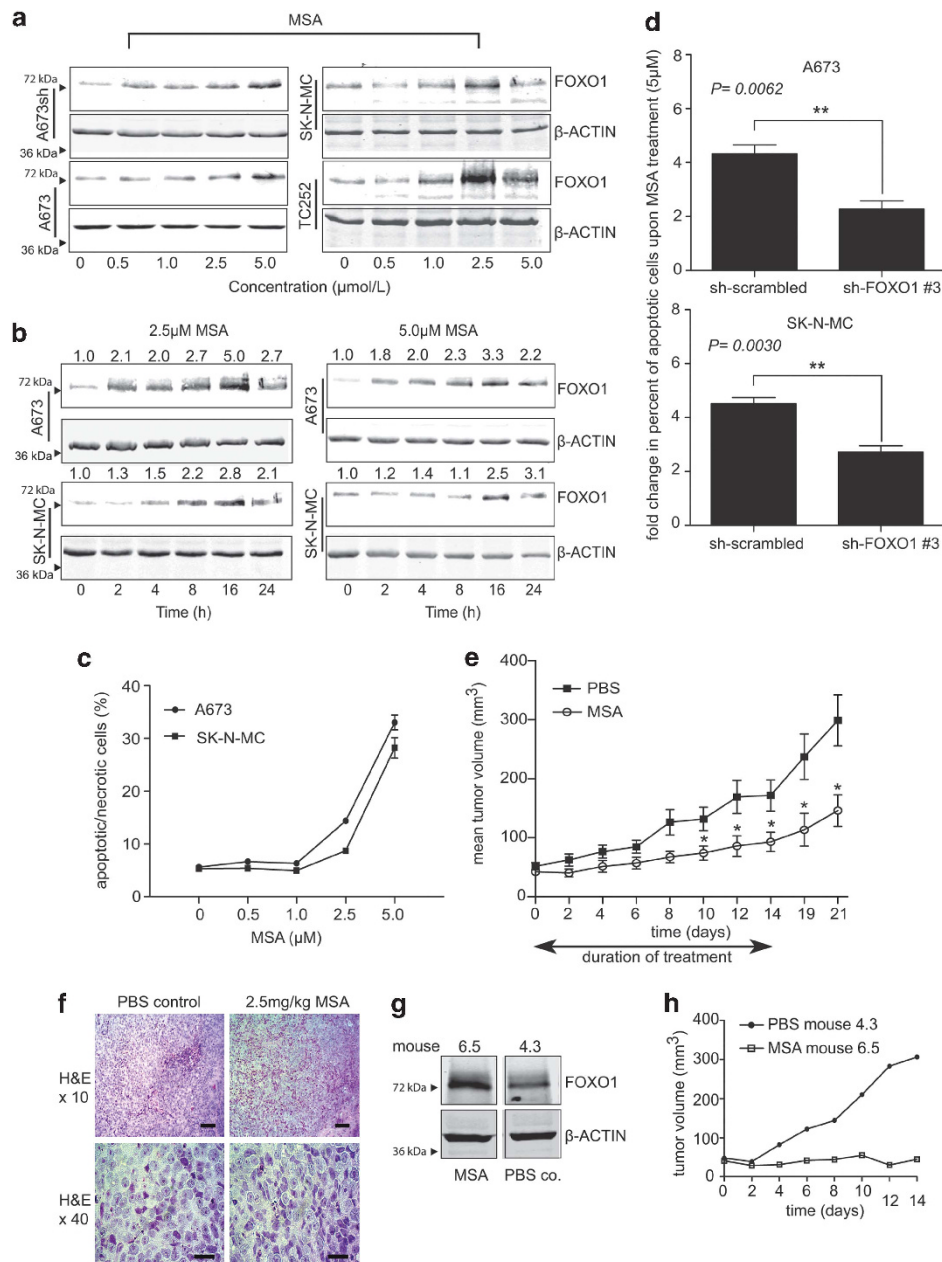 a
MSA
72 kDa
A673sh
FOXO1
β-ACTIN
36 kDa
72 kDa
A673
36 kDa
SK-N-MC
FOXO1
β-ACTIN
TC252
FOXO1
β-ACTIN
0 0.5 1.0 2.5 5.0
0 0.5 1.0 2.5 5.0
Concentration (µmol/L)
b
2.5µM MSA
1.0 2.1 2.0 2.7 5.0 2.7
72 kDa
A673
36 kDa
1.0 1.3 1.5 2.2 2.8 2.1
72 kDa
SK-N-MC
36 kDa
0 2 4 8 16 24
Time (h)
5.0µM MSA
1.0 1.8 2.0 2.3 3.3 2.2
A673
FOXO1
β-ACTIN
1.0 1.2 1.4 1.1 2.5 3.1
SK-N-MC
FOXO1
β-ACTIN
0 2 4 8 16 24
Time (h)
d
fold change in percent of apoptotic cells upon MSA treatment (5µM)
A673
P= 0.0062
**
8
6
4
2
0
sh-scrambled sh-FOXO1 #3
SK-N-MC
P= 0.0030
**
8
6
4
2
0
sh-scrambled sh-FOXO1 #3
c
apoptotic/necrotic cells (%)
40
30
20
10
0
A673
SK-N-MC
0 0.5 1.0 2.5 5.0
MSA (µM)
e
mean tumor volume (mm³)
400
300
200
100
0
PBS
MSA
* * * * *
0 2 4 6 8 10 12 14 19 21
time (days)
duration of treatment
f
PBS control 2.5mg/kg MSA
H&E
x 10
H&E
x 40
g
mouse 6.5 4.3
72 kDa
FOXO1
β-ACTIN
36 kDa
MSA PBS co.
h
tumor volume (mm³)
400
300
200
100
0
PBS mouse 4.3
MSA mouse 6.5
0 2 4 6 8 10 12 14
time (days)